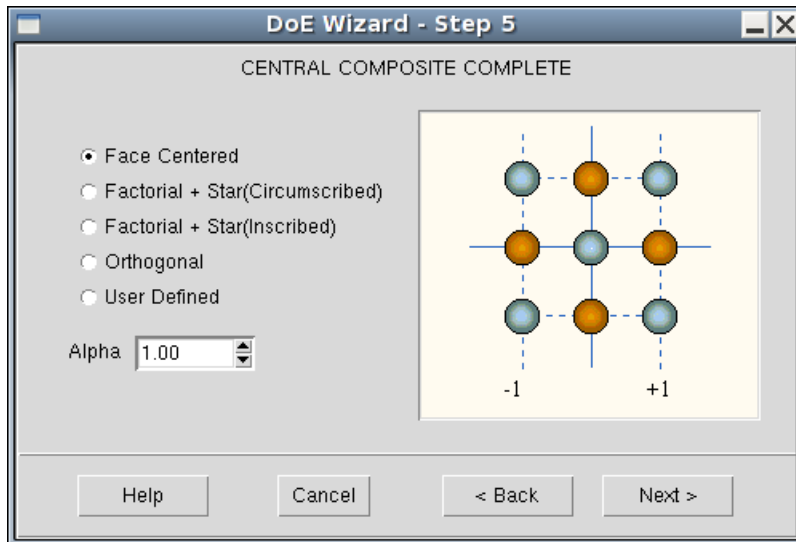 DoE Wizard - Step 5
CENTRAL COMPOSITE COMPLETE
Face Centered
Factorial + Star(Circumscribed)
Factorial + Star(Inscribed)
Orthogonal
User Defined
Alpha 1.00
-1 +1
Help Cancel < Back Next >